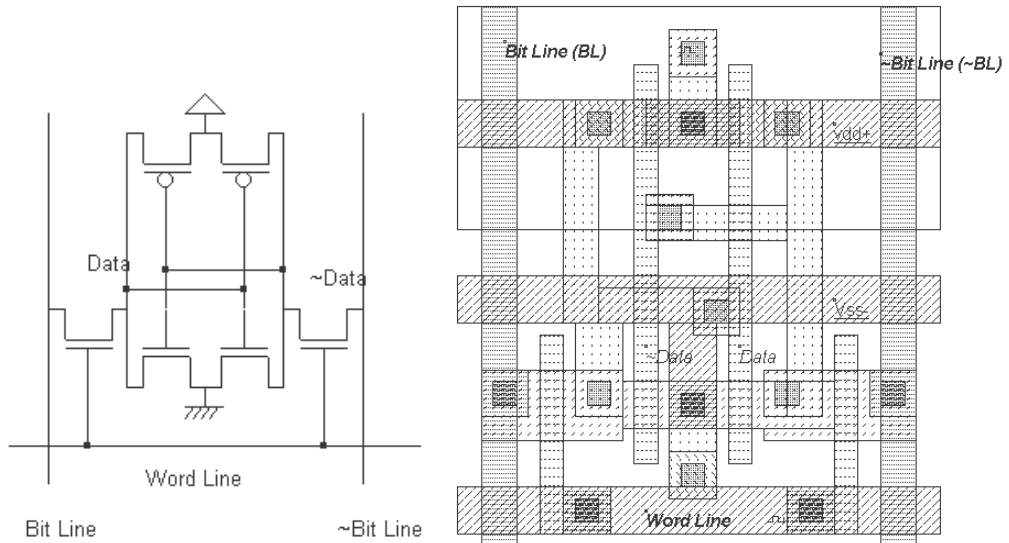 Data
~Data
Word Line
Bit Line
~Bit Line
Bit Line (BL)
~Bit Line (~BL)
Vdd+
Vss-
~Data
Data
Word Line